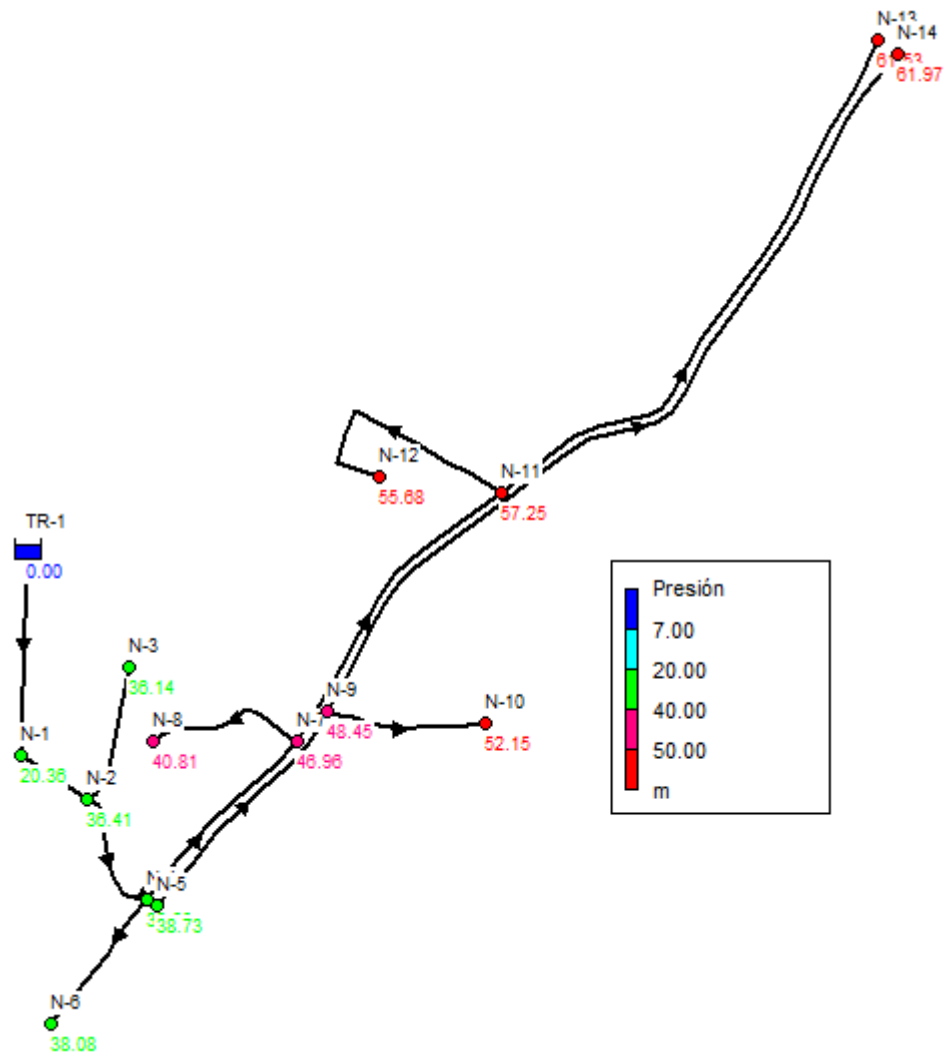 N-13
N-14
61.53
61.97
N-12
55.68
N-11
57.25
TR-1
0.00
Presión
7.00
20.00
40.00
50.00
m
N-3
36.14
N-9
48.45
N-10
52.15
N-8
40.81
N-7
46.96
N-1
20.36
N-2
36.41
N-5
38.73
N-6
38.08